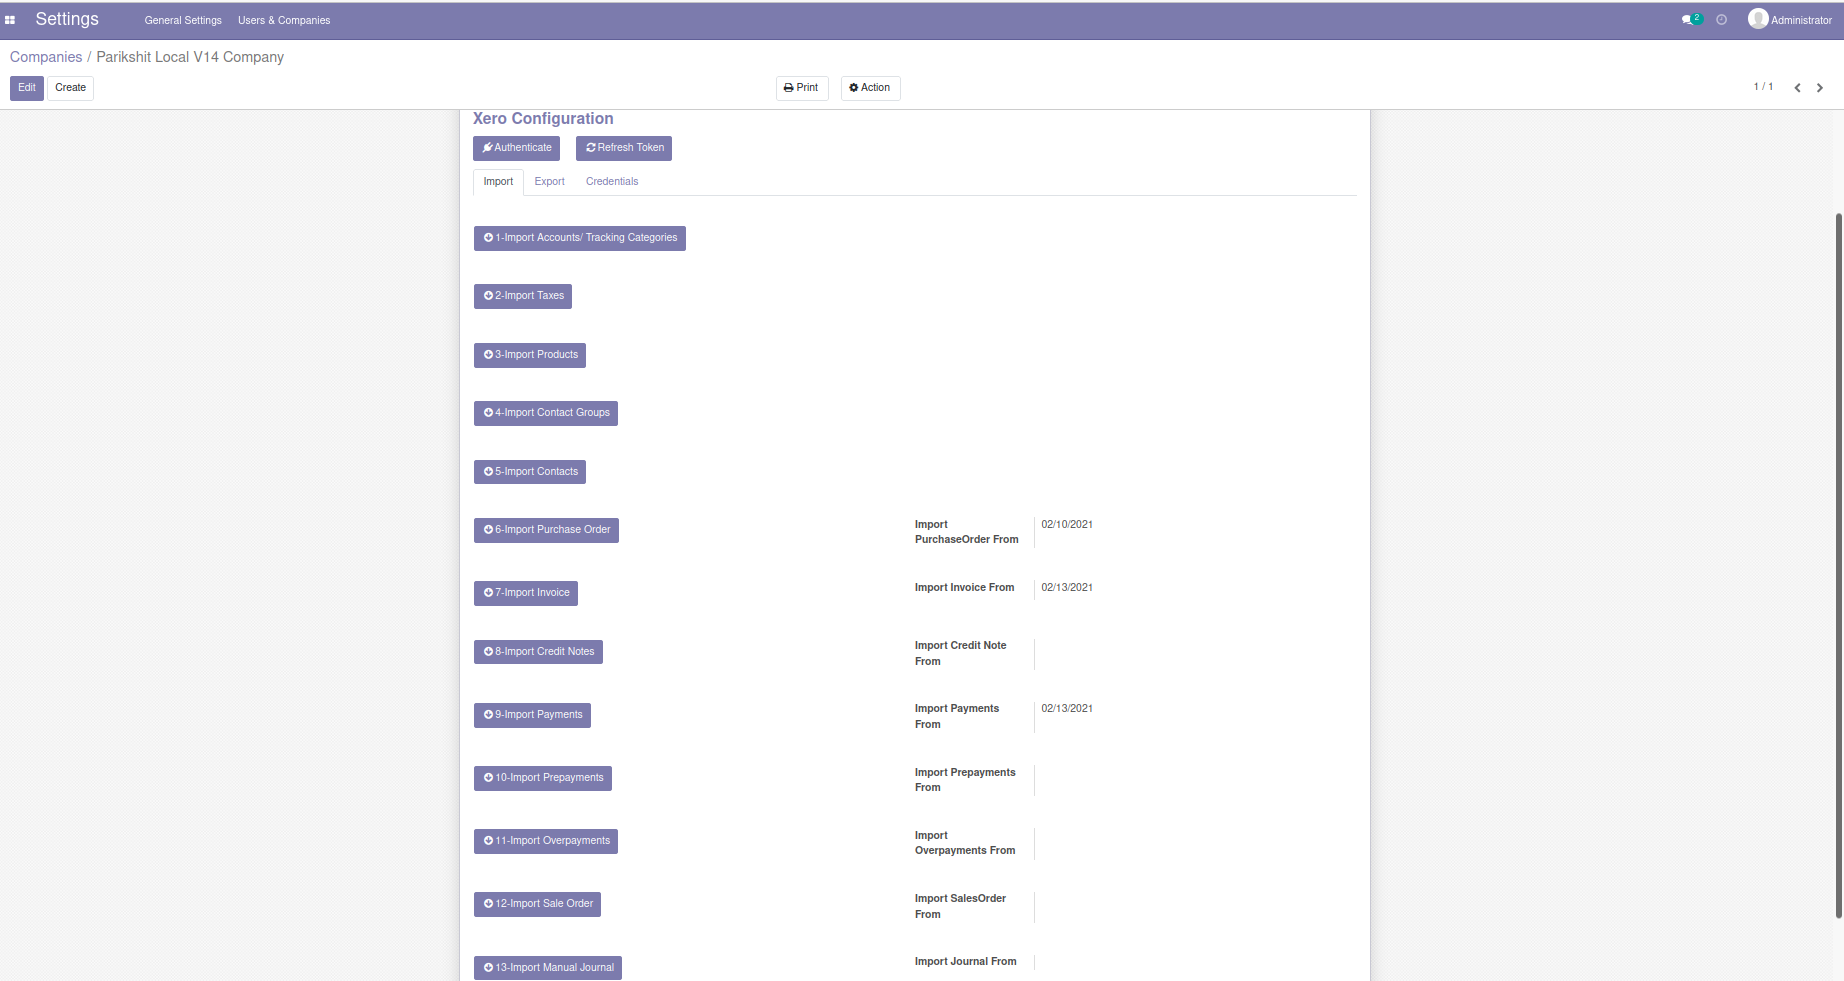 Settings General Settings Users & Companies 2 Administrator
Companies / Parikshit Local V14 Company
Edit Create Print Action 1 / 1
Xero Configuration
Authenticate Refresh Token
Import Export Credentials
1-Import Accounts/ Tracking Categories
2-Import Taxes
3-Import Products
4-Import Contact Groups
5-Import Contacts
6-Import Purchase Order
Import
PurchaseOrder From
02/10/2021
7-Import Invoice
Import Invoice From
02/13/2021
8-Import Credit Notes
Import Credit Note
From
9-Import Payments
Import Payments
From
02/13/2021
10-Import Prepayments
Import Prepayments
From
11-Import Overpayments
Import
Overpayments From
12-Import Sale Order
Import SalesOrder
From
13-Import Manual Journal
Import Journal From